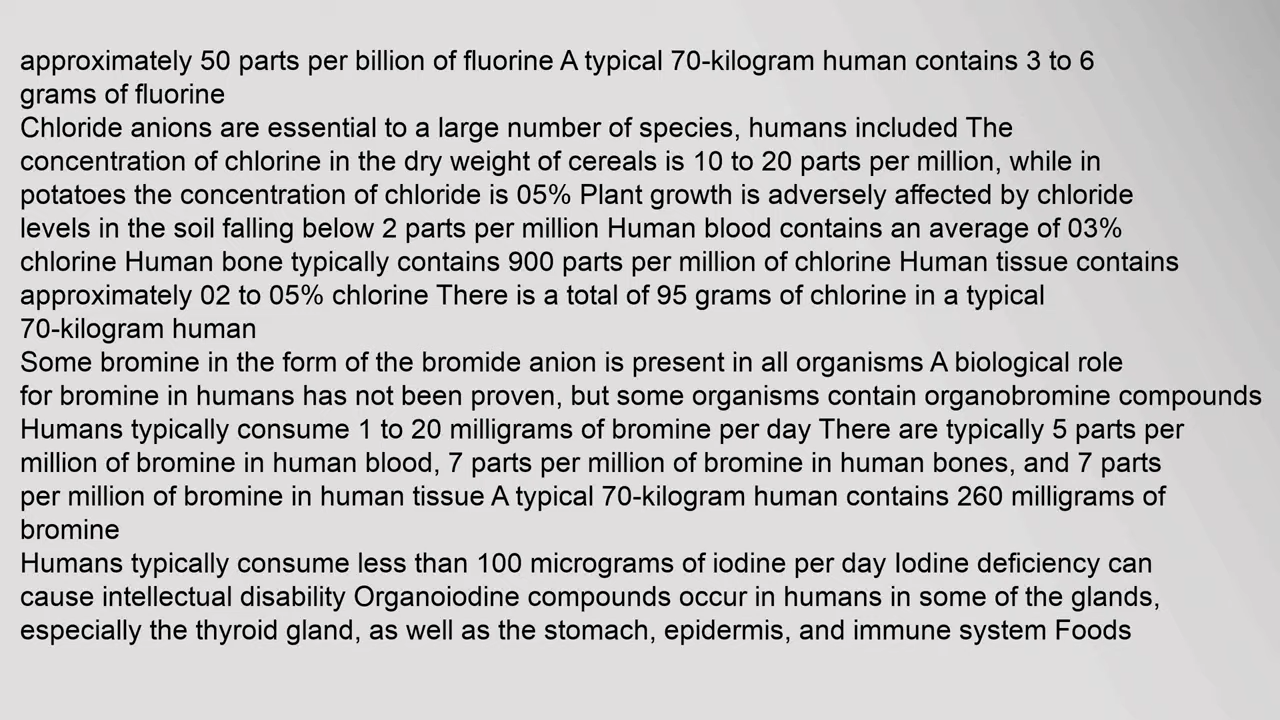 approximately 50 parts per billion of fluorine A typical 70-kilogram human contains 3 to 6
grams of fluorine
Chloride anions are essential to a large number of species, humans included The
concentration of chlorine in the dry weight of cereals is 10 to 20 parts per million, while in
potatoes the concentration of chloride is 05% Plant growth is adversely affected by chloride
levels in the soil falling below 2 parts per million Human blood contains an average of 03%
chlorine Human bone typically contains 900 parts per million of chlorine Human tissue contains
approximately 02 to 05% chlorine There is a total of 95 grams of chlorine in a typical
70-kilogram human
Some bromine in the form of the bromide anion is present in all organisms A biological role
for bromine in humans has not been proven, but some organisms contain organobromine compounds
Humans typically consume 1 to 20 milligrams of bromine per day There are typically 5 parts per
million of bromine in human blood, 7 parts per million of bromine in human bones, and 7 parts
per million of bromine in human tissue A typical 70-kilogram human contains 260 milligrams of
bromine
Humans typically consume less than 100 micrograms of iodine per day Iodine deficiency can
cause intellectual disability Organoiodine compounds occur in humans in some of the glands,
especially the thyroid gland, as well as the stomach, epidermis, and immune system Foods